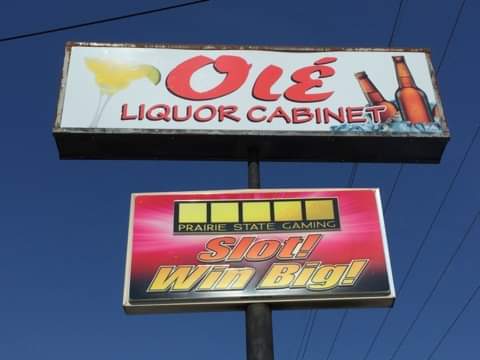 Olé
LIQUOR CABINET
PRAIRIE STATE GAMING
Slot!
Win Big!